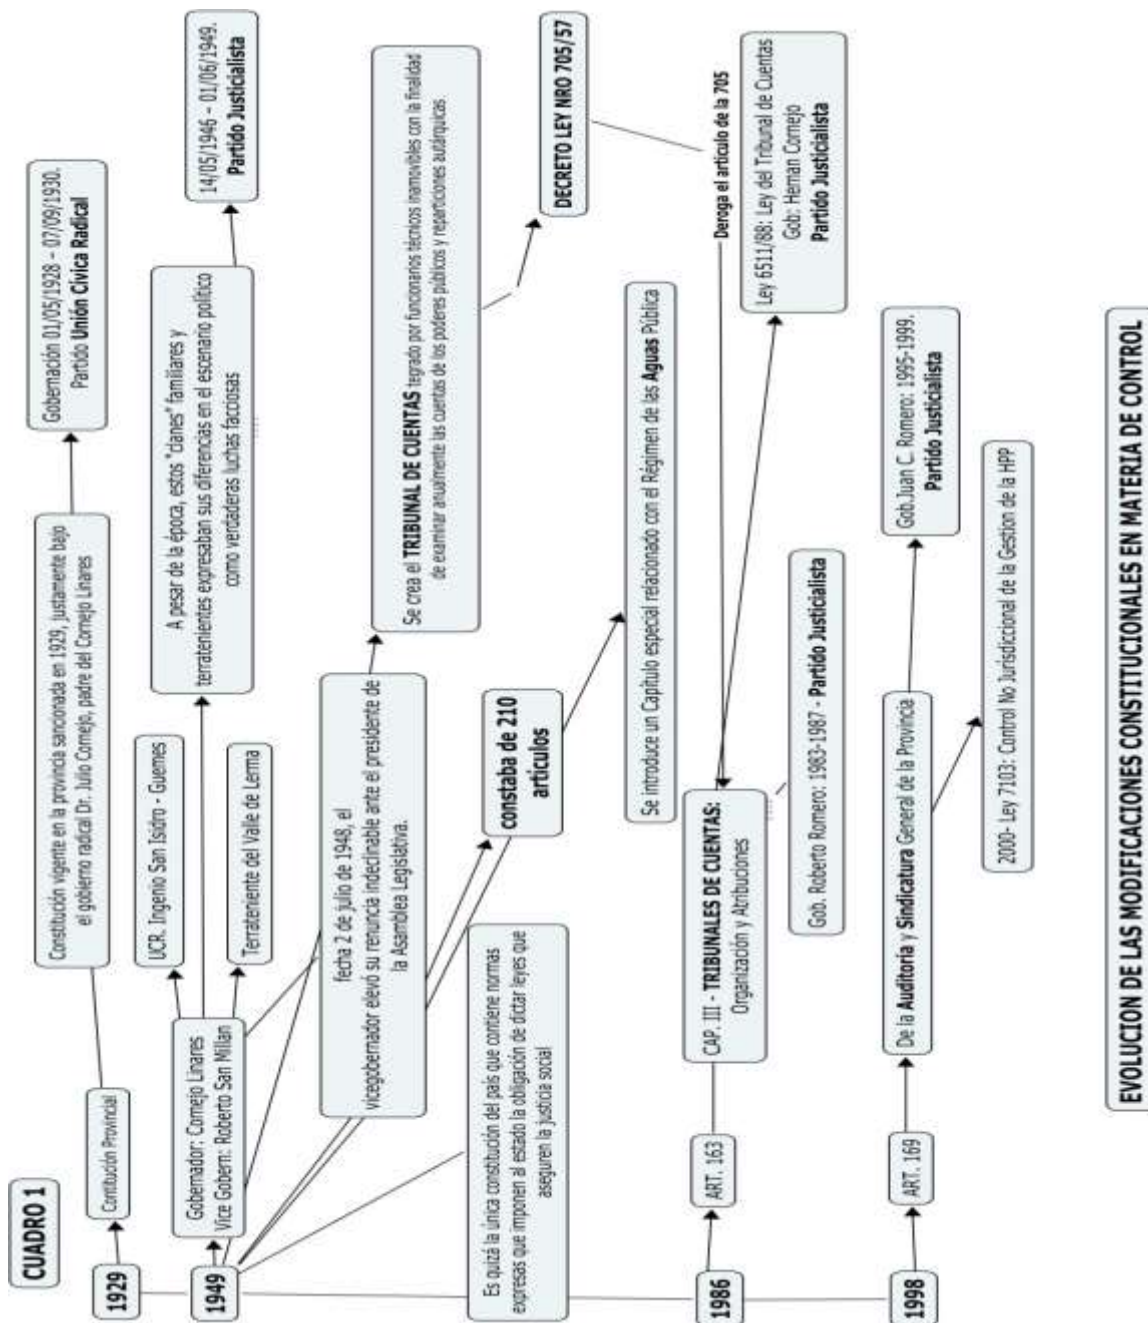 CUADRO 1
1929
Contitución Provincial
Constitución vigente en la provincia sancionada en 1929, justamente bajo
el gobierno radical Dr. Julio Cornejo, padre del Cornejo Linares
Gobernación 01/05/1928 – 07/09/1930.
Partido Unión Cívica Radical
1949
Gobernador: Cornejo Linares
Vice Gobern: Roberto San Millan
UCR. Ingenio San Isidro - Guemes
Terrateniente del Valle de Lerma
A pesar de la época, estos "clanes" familiares y
terratenientes expresaban sus diferencias en el escenario político
como verdaderas luchas facciosas
14/05/1946 – 01/06/1949.
Partido Justicialista
fecha 2 de julio de 1948, el
vicegobernador elevó su renuncia indeclinable ante el presidente de
la Asamblea Legislativa.
Se crea el TRIBUNAL DE CUENTAS tegrado por funcionarios técnicos inamovibles con la finalidad
de examinar anualmente las cuentas de los poderes públicos y reparticiones autárquicas.
DECRETO LEY NRO 705/57
constaba de 210
artículos
Se introduce un Capítulo especial relacionado con el Régimen de las Aguas Pública
Es quizá la única constitución del país que contiene normas
expresas que imponen al estado la obligación de dictar leyes que
aseguren la justicia social
1986
ART. 163
CAP. III - TRIBUNALES DE CUENTAS:
Organización y Atribuciones
Deroga el articulo de la 705
Ley 6511/88: Ley del Tribunal de Cuentas
Gob: Hernan Cornejo
Partido Justicialista
Gob. Roberto Romero: 1983-1987 - Partido Justicialista
1998
ART. 169
De la Auditoria y Sindicatura General de la Provincia
Gob.Juan C. Romero: 1995-1999.
Partido Justicialista
2000- Ley 7103: Control No Jurisdiccional de la Gestion de la HPP
EVOLUCION DE LAS MODIFICACIONES CONSTITUCIONALES EN MATERIA DE CONTROL